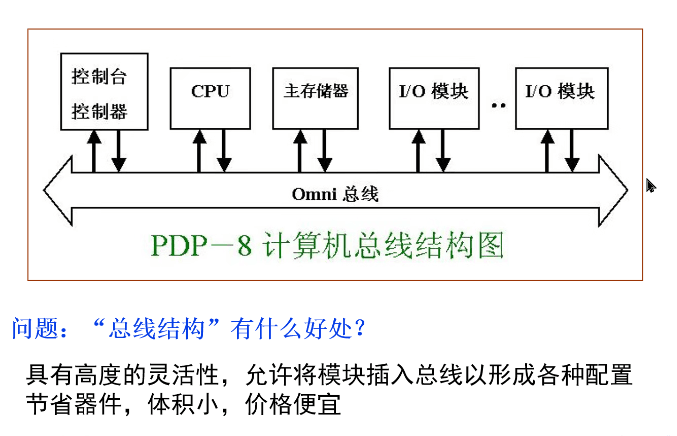 控制台
控制器
CPU
主存储器
I/O 模块
··
I/O 模块
Omni 总线
PDP－8 计算机总线结构图
问题：“总线结构”有什么好处？
具有高度的灵活性，允许将模块插入总线以形成各种配置
节省器件，体积小，价格便宜